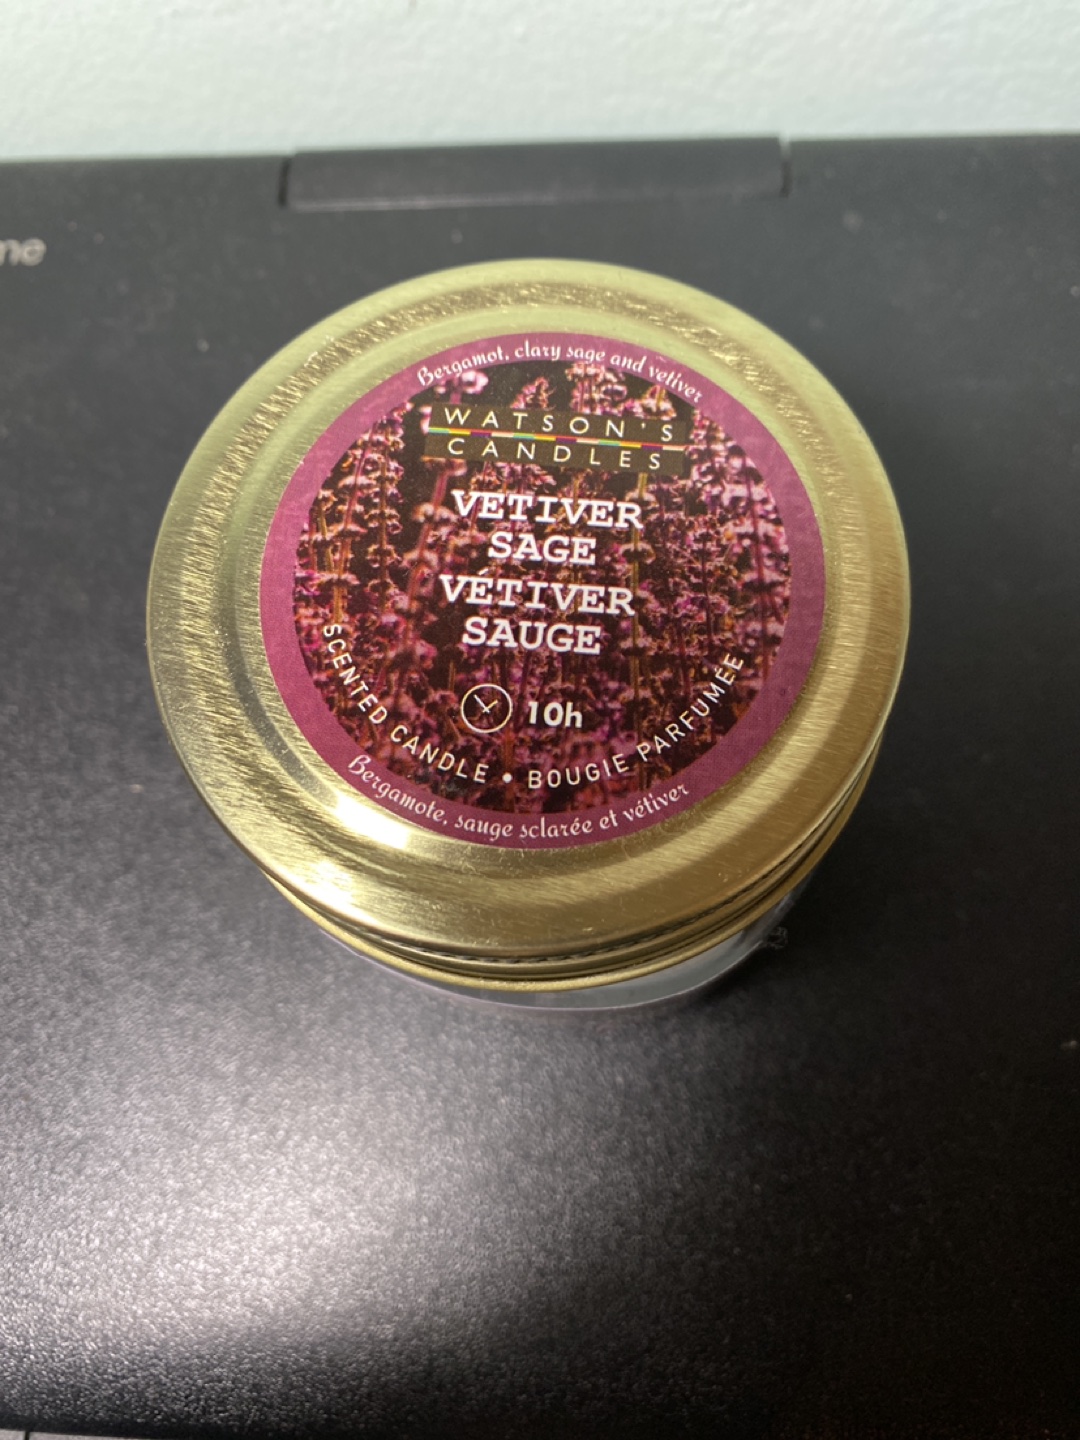 Bergamot, clary sage and vetiver
WATSON'S
CANDLES
VETIVER
SAGE
VÉTIVER
SAUGE
10h
SCENTED CANDLE • BOUGIE PARFUMÉE
Bergamote, sauge sclarée et vétiver